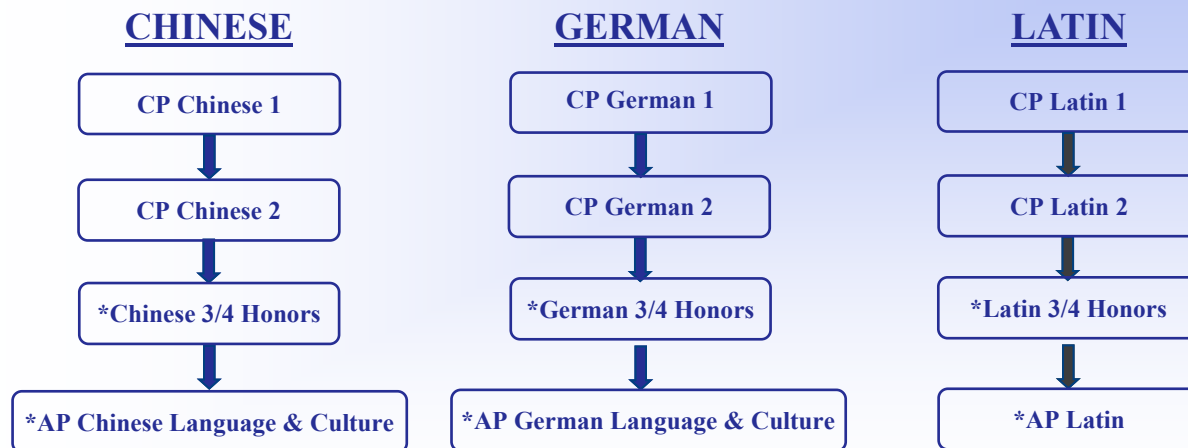 CHINESE
CP Chinese 1
CP Chinese 2
*Chinese 3/4 Honors
*AP Chinese Language & Culture
GERMAN
CP German 1
CP German 2
*German 3/4 Honors
*AP German Language & Culture
LATIN
CP Latin 1
CP Latin 2
*Latin 3/4 Honors
*AP Latin